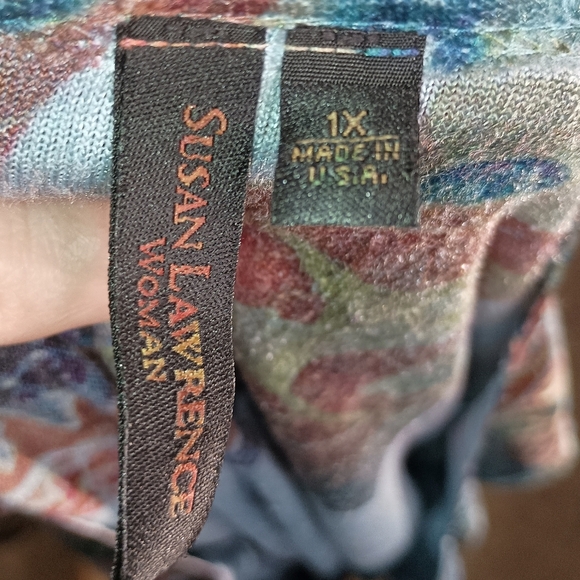 SUSAN LAWRENCE
WOMAN
1X
MADE IN
U.S.A.